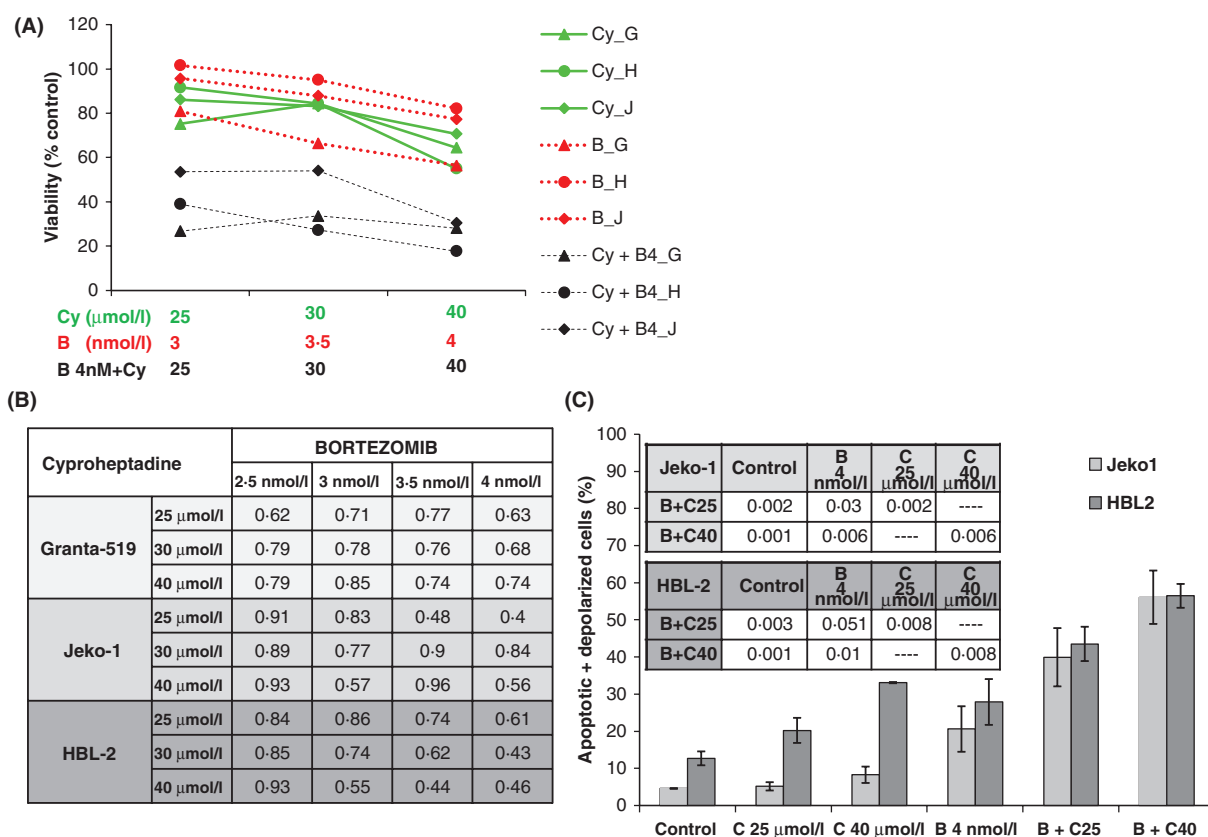 (A)
120
100
80
60
40
20
0
Viability (% control)
Cy (μmol/l) 25 30 40
B (nmol/l) 3 3·5 4
B 4nM+Cy 25 30 40
Cy_G
Cy_H
Cy_J
B_G
B_H
B_J
Cy + B4_G
Cy + B4_H
Cy + B4_J
(B)
Cyproheptadine BORTEZOMIB
2·5 nmol/l 3 nmol/l 3·5 nmol/l 4 nmol/l
Granta-519
25 μmol/l 0·62 0·71 0·77 0·63
30 μmol/l 0·79 0·78 0·76 0·68
40 μmol/l 0·79 0·85 0·74 0·74
Jeko-1
25 μmol/l 0·91 0·83 0·48 0·4
30 μmol/l 0·89 0·77 0·9 0·84
40 μmol/l 0·93 0·57 0·96 0·56
HBL-2
25 μmol/l 0·84 0·86 0·74 0·61
30 μmol/l 0·85 0·74 0·62 0·43
40 μmol/l 0·93 0·55 0·44 0·46
(C)
Apoptotic + depolarized cells (%)
100
90
80
70
60
50
40
30
20
10
0
Jeko-1 Control B 4 nmol/l C 25 μmol/l C 40 μmol/l
B+C25 0·002 0·03 0·002 ----
B+C40 0·001 0·006 ---- 0·006
HBL-2 Control B 4 nmol/l C 25 μmol/l C 40 μmol/l
B+C25 0·003 0·051 0·008 ----
B+C40 0·001 0·01 ---- 0·008
Jeko1
HBL2
Control C 25 μmol/l C 40 μmol/l B 4 nmol/l B + C25 B + C40